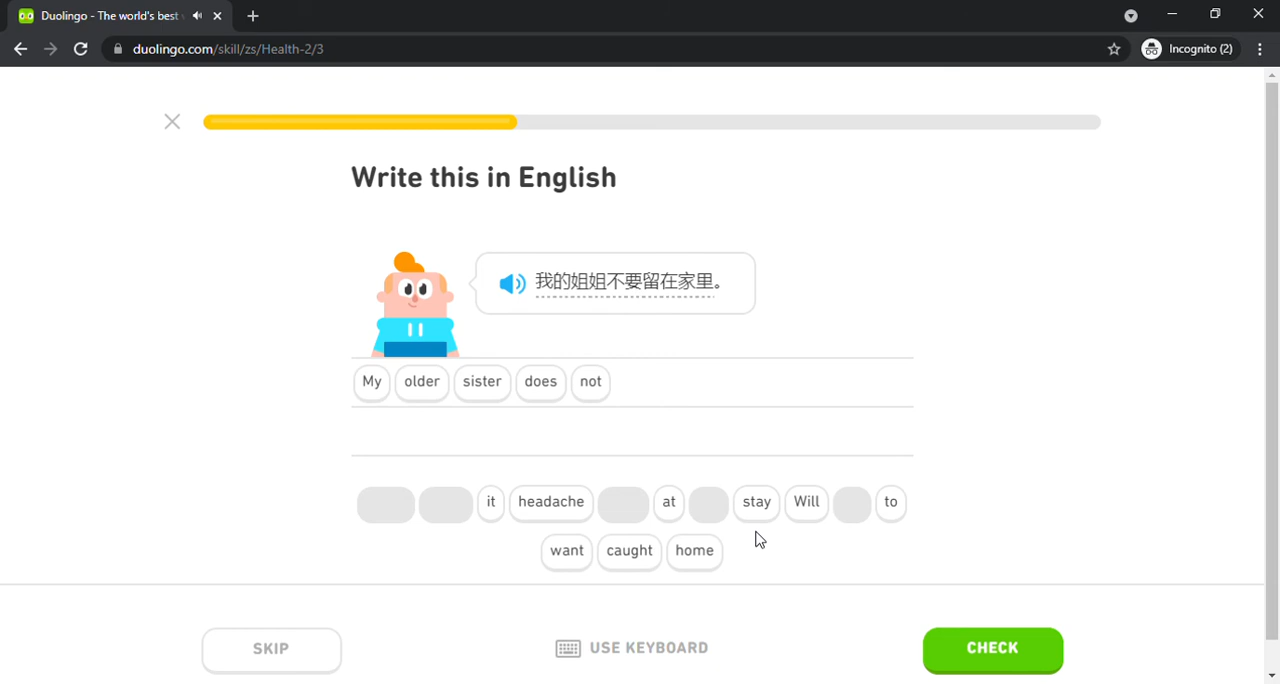 Duolingo - The world's best
duolingo.com/skill/zs/Health-2/3
Incognito (2)
Write this in English
我的姐姐不要留在家里。
My older sister does not
it headache at stay Will to
want caught home
SKIP
USE KEYBOARD
CHECK